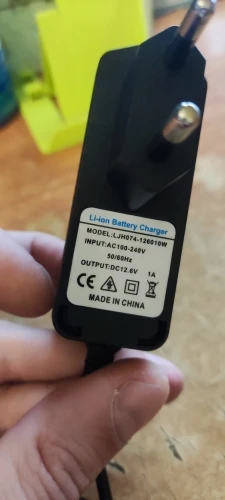 Li-ion Battery Charger
MODEL:LJH074-126010W
INPUT:AC100-240V
50/60Hz
OUTPUT:DC12.6V 1A
CE
MADE IN CHINA